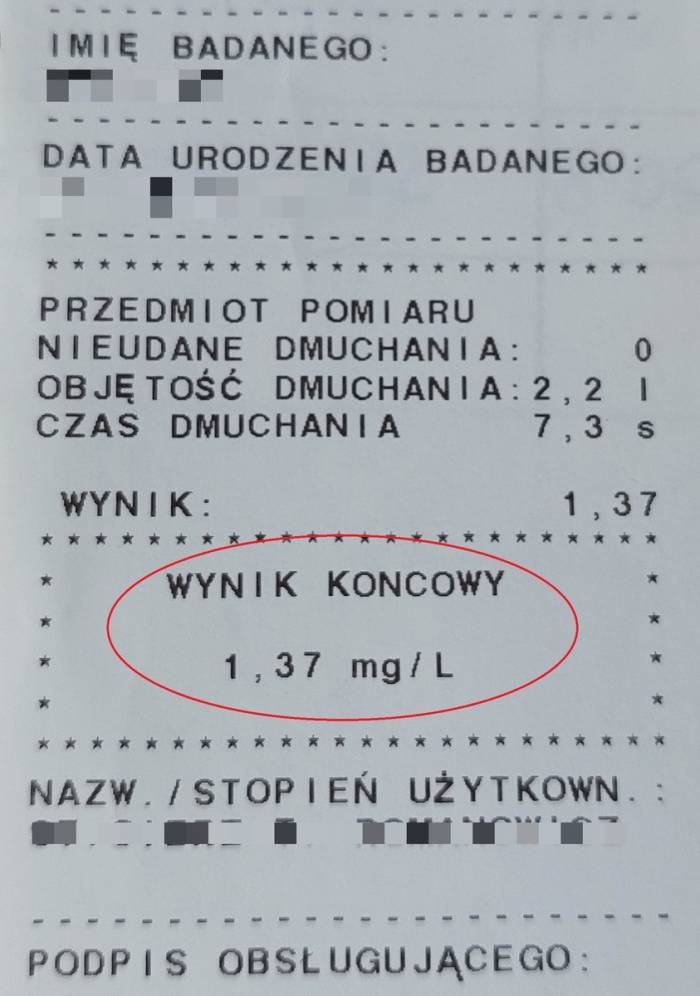 IMIĘ BADANEGO:
DATA URODZENIA BADANEGO:
PRZEDMIOT POMIARU
NIEUDANE DMUCHANIA: 0
OBJĘTOŚĆ DMUCHANIA:2,2 l
CZAS DMUCHANIA 7,3 s
WYNIK: 1,37
WYNIK KONCOWY
1,37 mg/L
NAZW./STOPIEŃ UŻYTKOWN.:
PODPIS OBSŁUGUJĄCEGO: